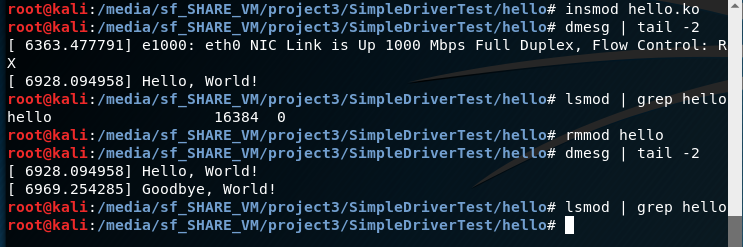 root@kali:/media/sf_SHARE_VM/project3/SimpleDriverTest/hello# insmod hello.ko
root@kali:/media/sf_SHARE_VM/project3/SimpleDriverTest/hello# dmesg | tail -2
[ 6363.477791] e1000: eth0 NIC Link is Up 1000 Mbps Full Duplex, Flow Control: R
X
[ 6928.094958] Hello, World!
root@kali:/media/sf_SHARE_VM/project3/SimpleDriverTest/hello# lsmod | grep hello
hello                  16384  0
root@kali:/media/sf_SHARE_VM/project3/SimpleDriverTest/hello# rmmod hello
root@kali:/media/sf_SHARE_VM/project3/SimpleDriverTest/hello# dmesg | tail -2
[ 6928.094958] Hello, World!
[ 6969.254285] Goodbye, World!
root@kali:/media/sf_SHARE_VM/project3/SimpleDriverTest/hello# lsmod | grep hello
root@kali:/media/sf_SHARE_VM/project3/SimpleDriverTest/hello#